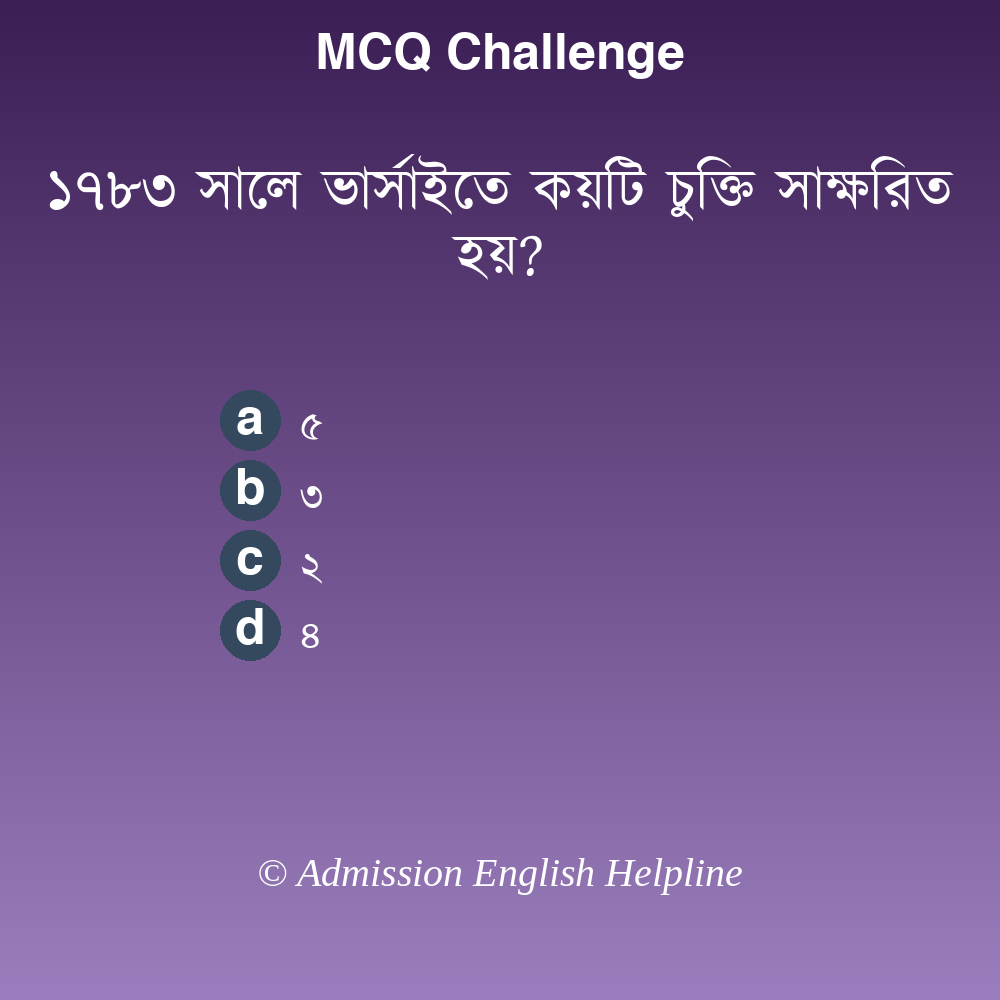 MCQ Challenge
১৭৮৩ সালে ভার্সাইতে কয়টি চুক্তি সাক্ষরিত
হয়?
a ৫
b ৩
c ২
d ৪
© Admission English Helpline